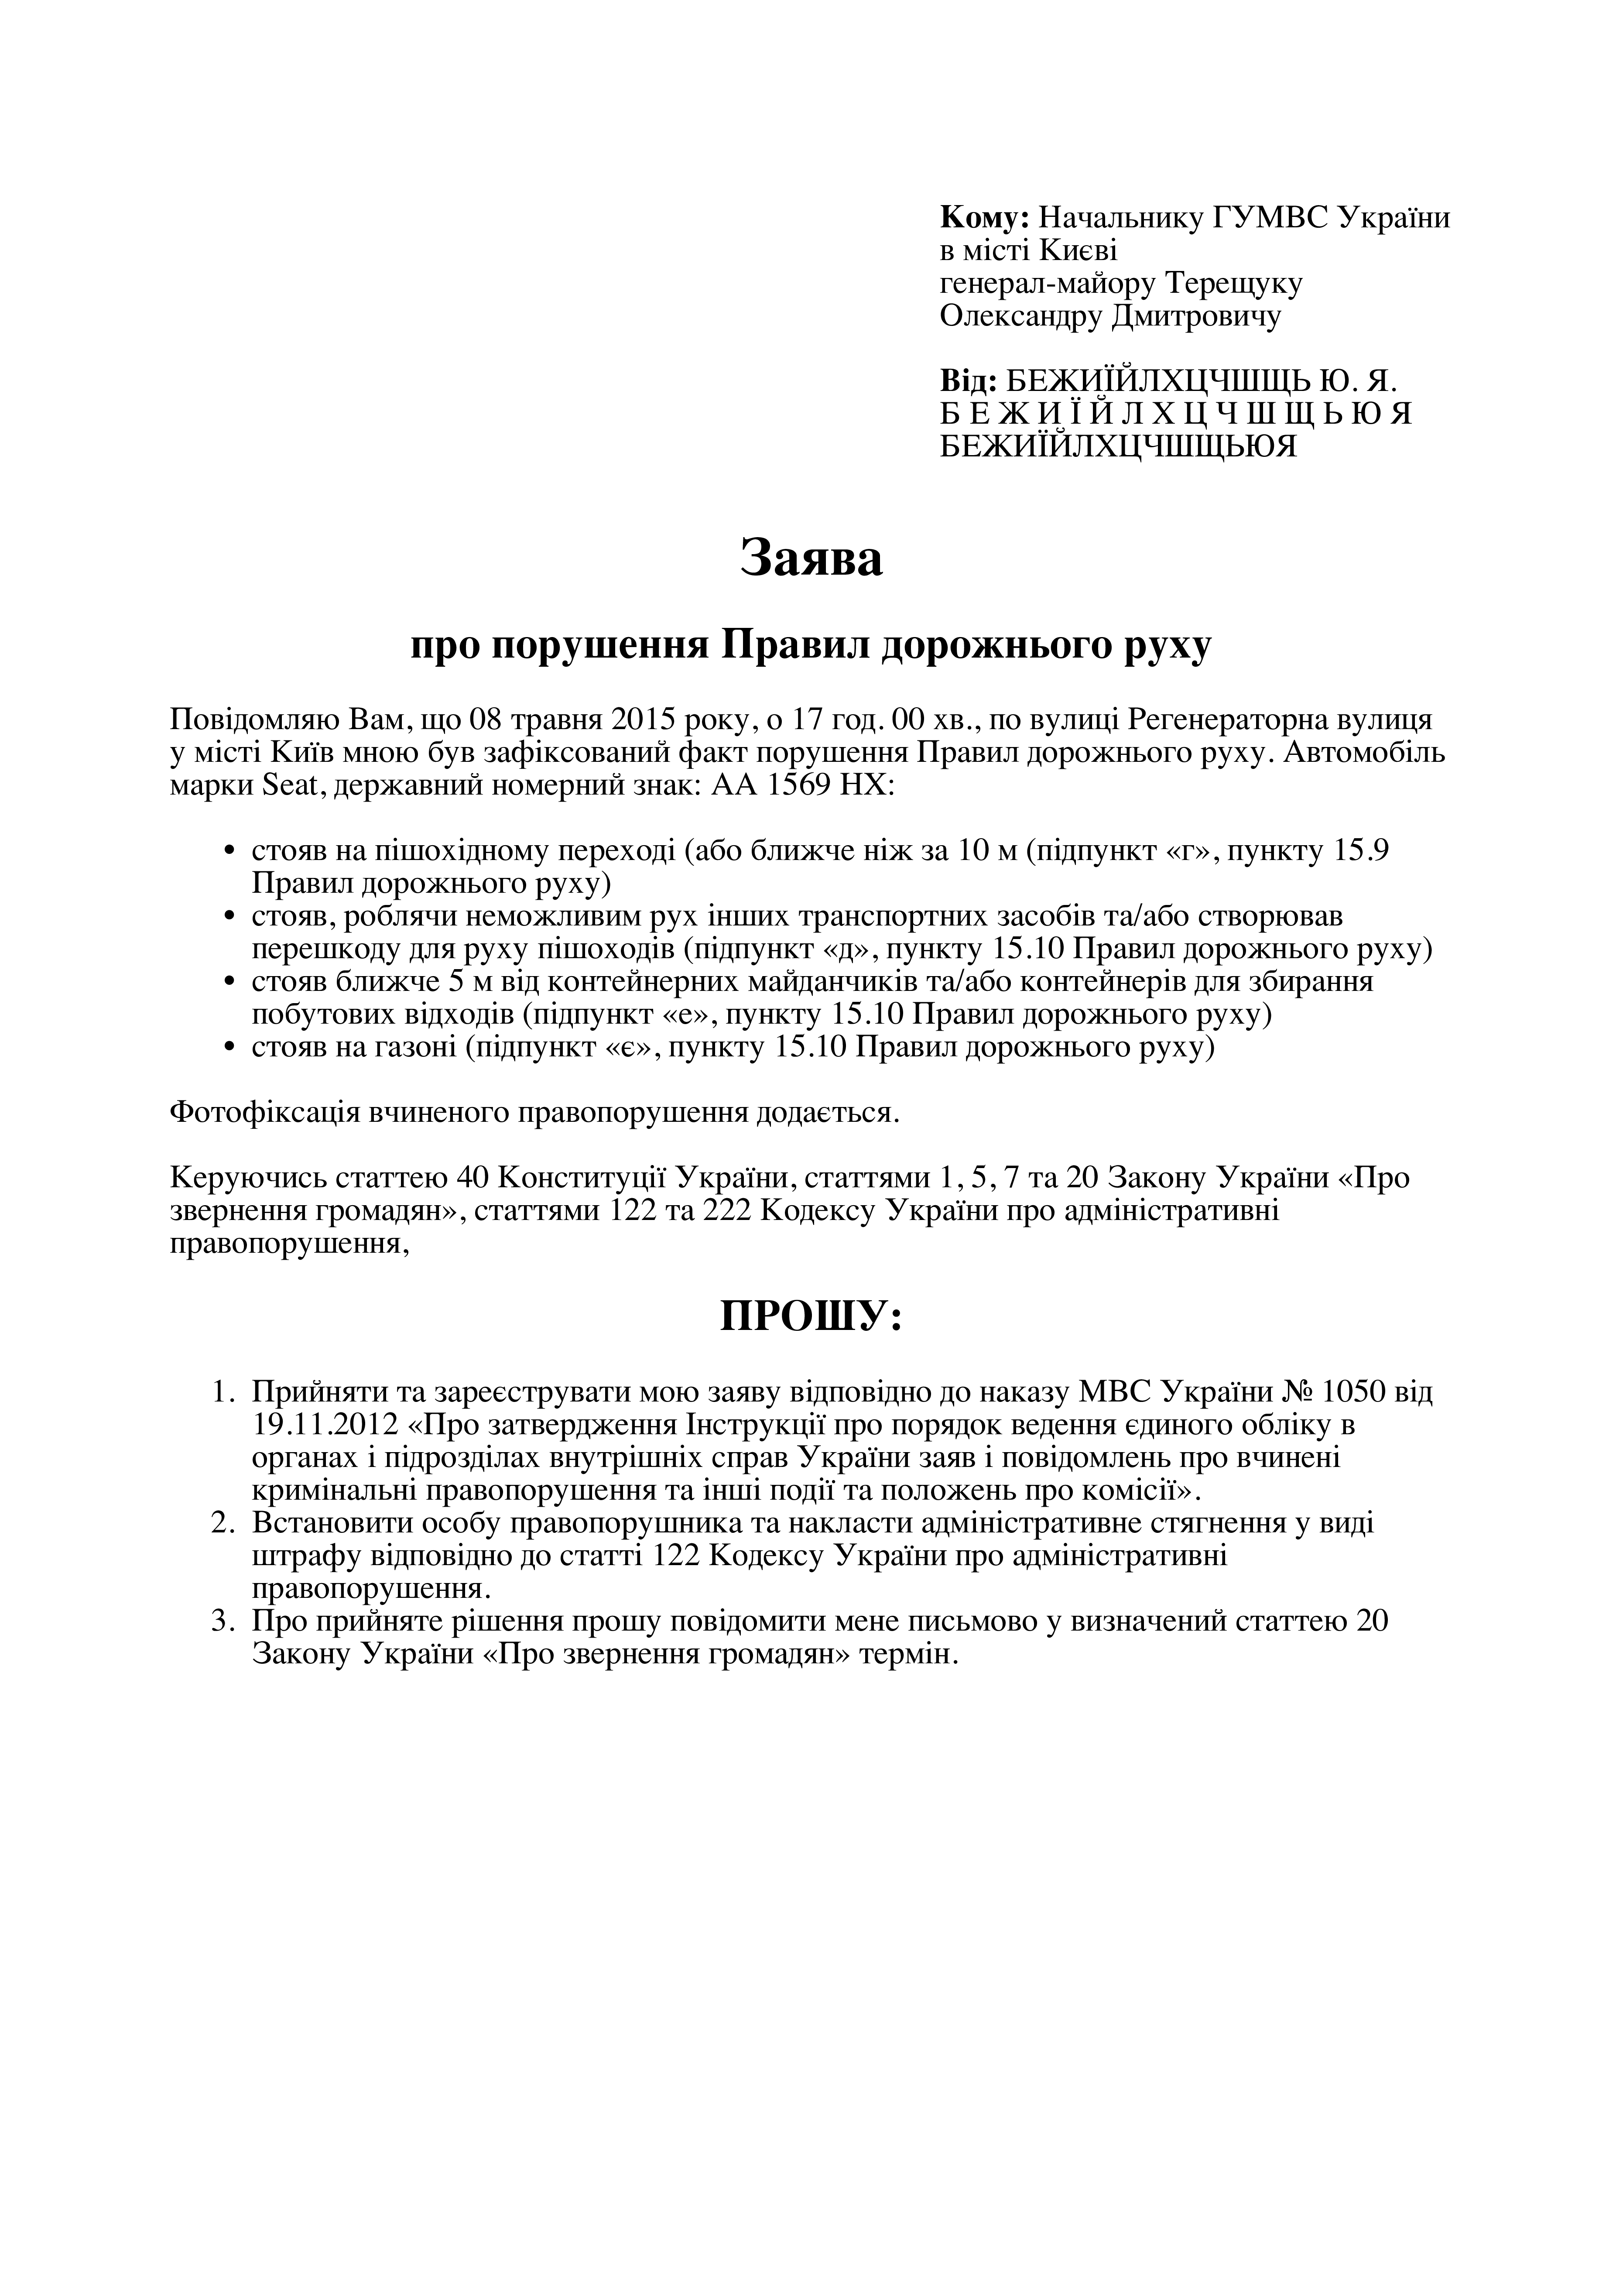 Кому: Начальнику ГУМВС України
в місті Києві
генерал-майору Терещуку
Олександру Дмитровичу
Від: БЕЖИЇЙЛХЦЧШЩЬ Ю. Я.
Б Е Ж И Ї Й Л Х Ц Ч Ш Щ Ь Ю Я
БЕЖИЇЙЛХЦЧШЩЬЮЯ
Заява
про порушення Правил дорожнього руху
Повідомляю Вам, що 08 травня 2015 року, о 17 год. 00 хв., по вулиці Регенераторна вулиця
у місті Київ мною був зафіксований факт порушення Правил дорожнього руху. Автомобіль
марки Seat, державний номерний знак: АА 1569 НХ:
• стояв на пішохідному переході (або ближче ніж за 10 м (підпункт «г», пункту 15.9
Правил дорожнього руху)
• стояв, роблячи неможливим рух інших транспортних засобів та/або створював
перешкоду для руху пішоходів (підпункт «д», пункту 15.10 Правил дорожнього руху)
• стояв ближче 5 м від контейнерних майданчиків та/або контейнерів для збирання
побутових відходів (підпункт «е», пункту 15.10 Правил дорожнього руху)
• стояв на газоні (підпункт «є», пункту 15.10 Правил дорожнього руху)
Фотофіксація вчиненого правопорушення додається.
Керуючись статтею 40 Конституції України, статтями 1, 5, 7 та 20 Закону України «Про
звернення громадян», статтями 122 та 222 Кодексу України про адміністративні
правопорушення,
ПРОШУ:
1. Прийняти та зареєструвати мою заяву відповідно до наказу МВС України № 1050 від
19.11.2012 «Про затвердження Інструкції про порядок ведення єдиного обліку в
органах і підрозділах внутрішніх справ України заяв і повідомлень про вчинені
кримінальні правопорушення та інші події та положень про комісії».
2. Встановити особу правопорушника та накласти адміністративне стягнення у виді
штрафу відповідно до статті 122 Кодексу України про адміністративні
правопорушення.
3. Про прийняте рішення прошу повідомити мене письмово у визначений статтею 20
Закону України «Про звернення громадян» термін.